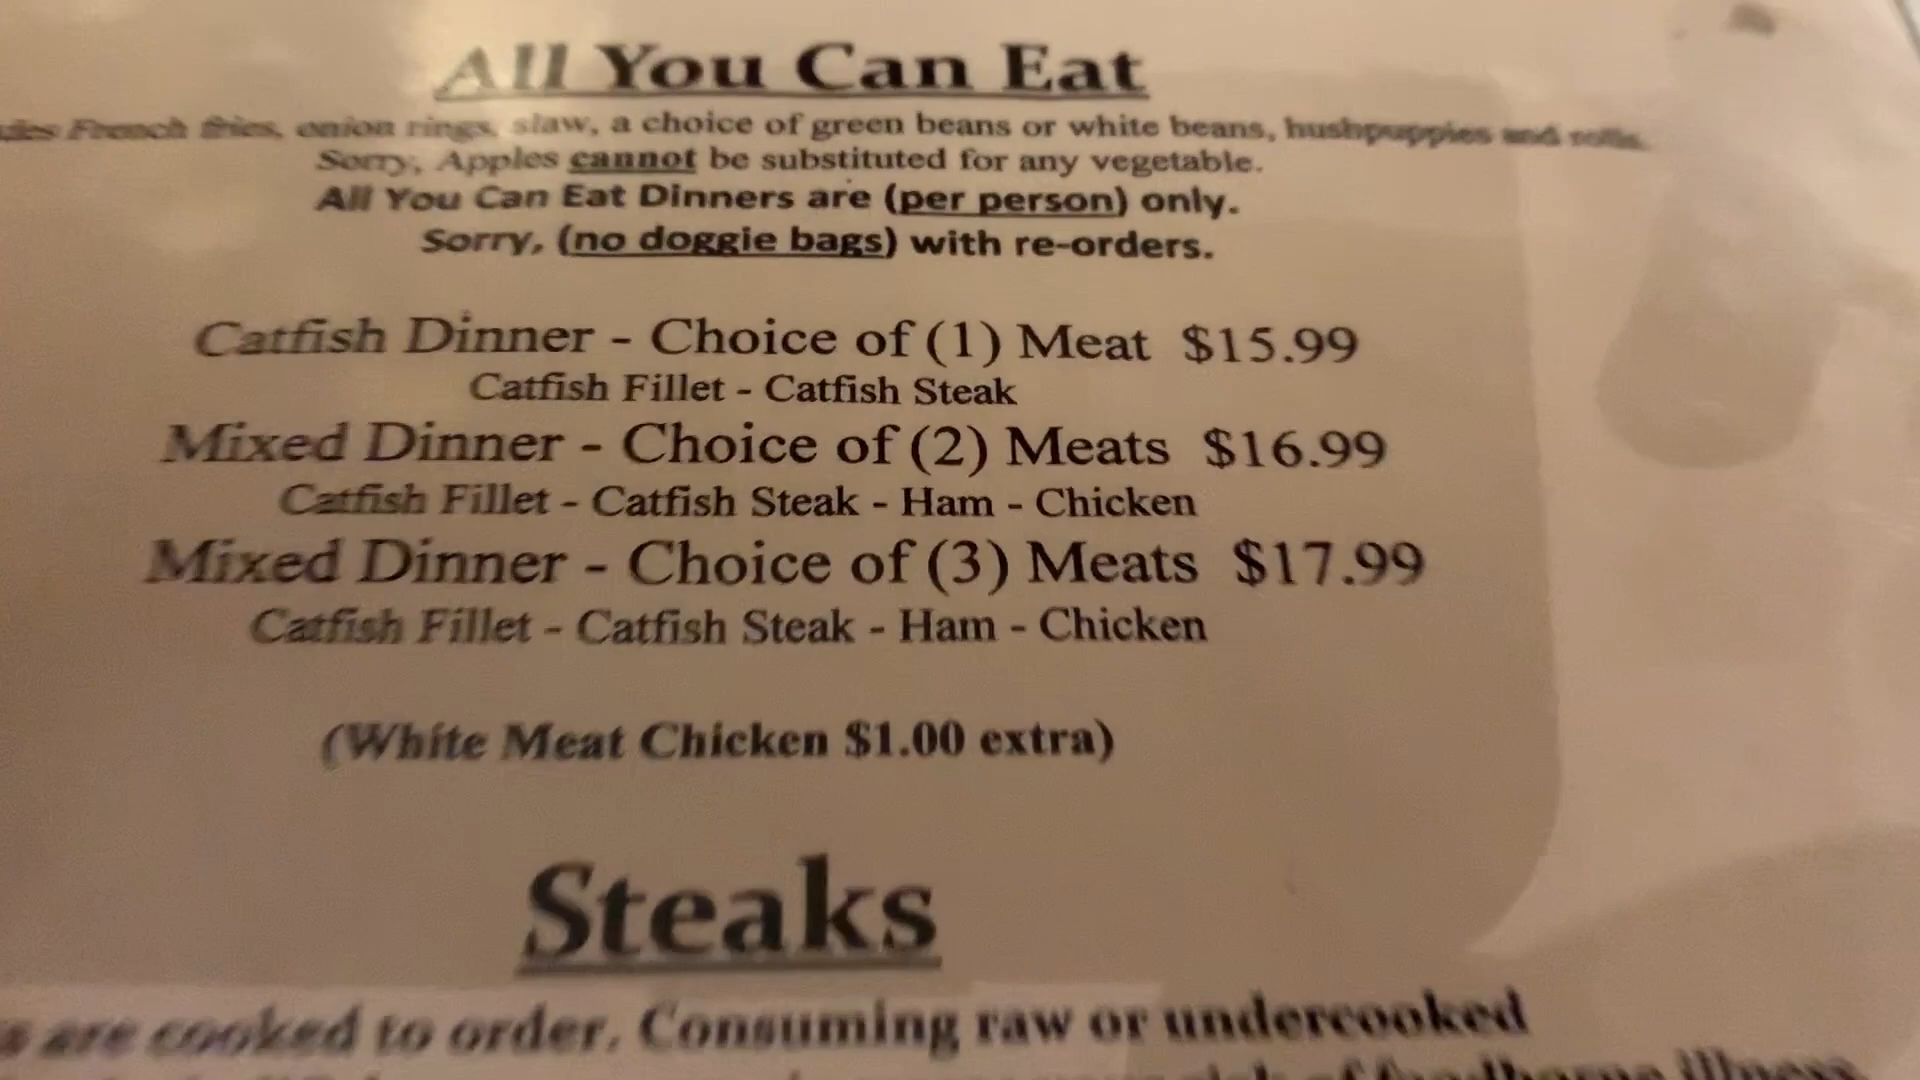 All You Can Eat
French fries, onion rings, slaw, a choice of green beans or white beans, hushpuppies and rolls.
Sorry, Apples cannot be substituted for any vegetable.
All You Can Eat Dinners are (per person) only.
Sorry, (no doggie bags) with re-orders.
Catfish Dinner - Choice of (1) Meat $15.99
Catfish Fillet - Catfish Steak
Mixed Dinner - Choice of (2) Meats $16.99
Catfish Fillet - Catfish Steak - Ham - Chicken
Mixed Dinner - Choice of (3) Meats $17.99
Catfish Fillet - Catfish Steak - Ham - Chicken
(White Meat Chicken $1.00 extra)
Steaks
are cooked to order. Consuming raw or undercooked
risk of foodborne illness